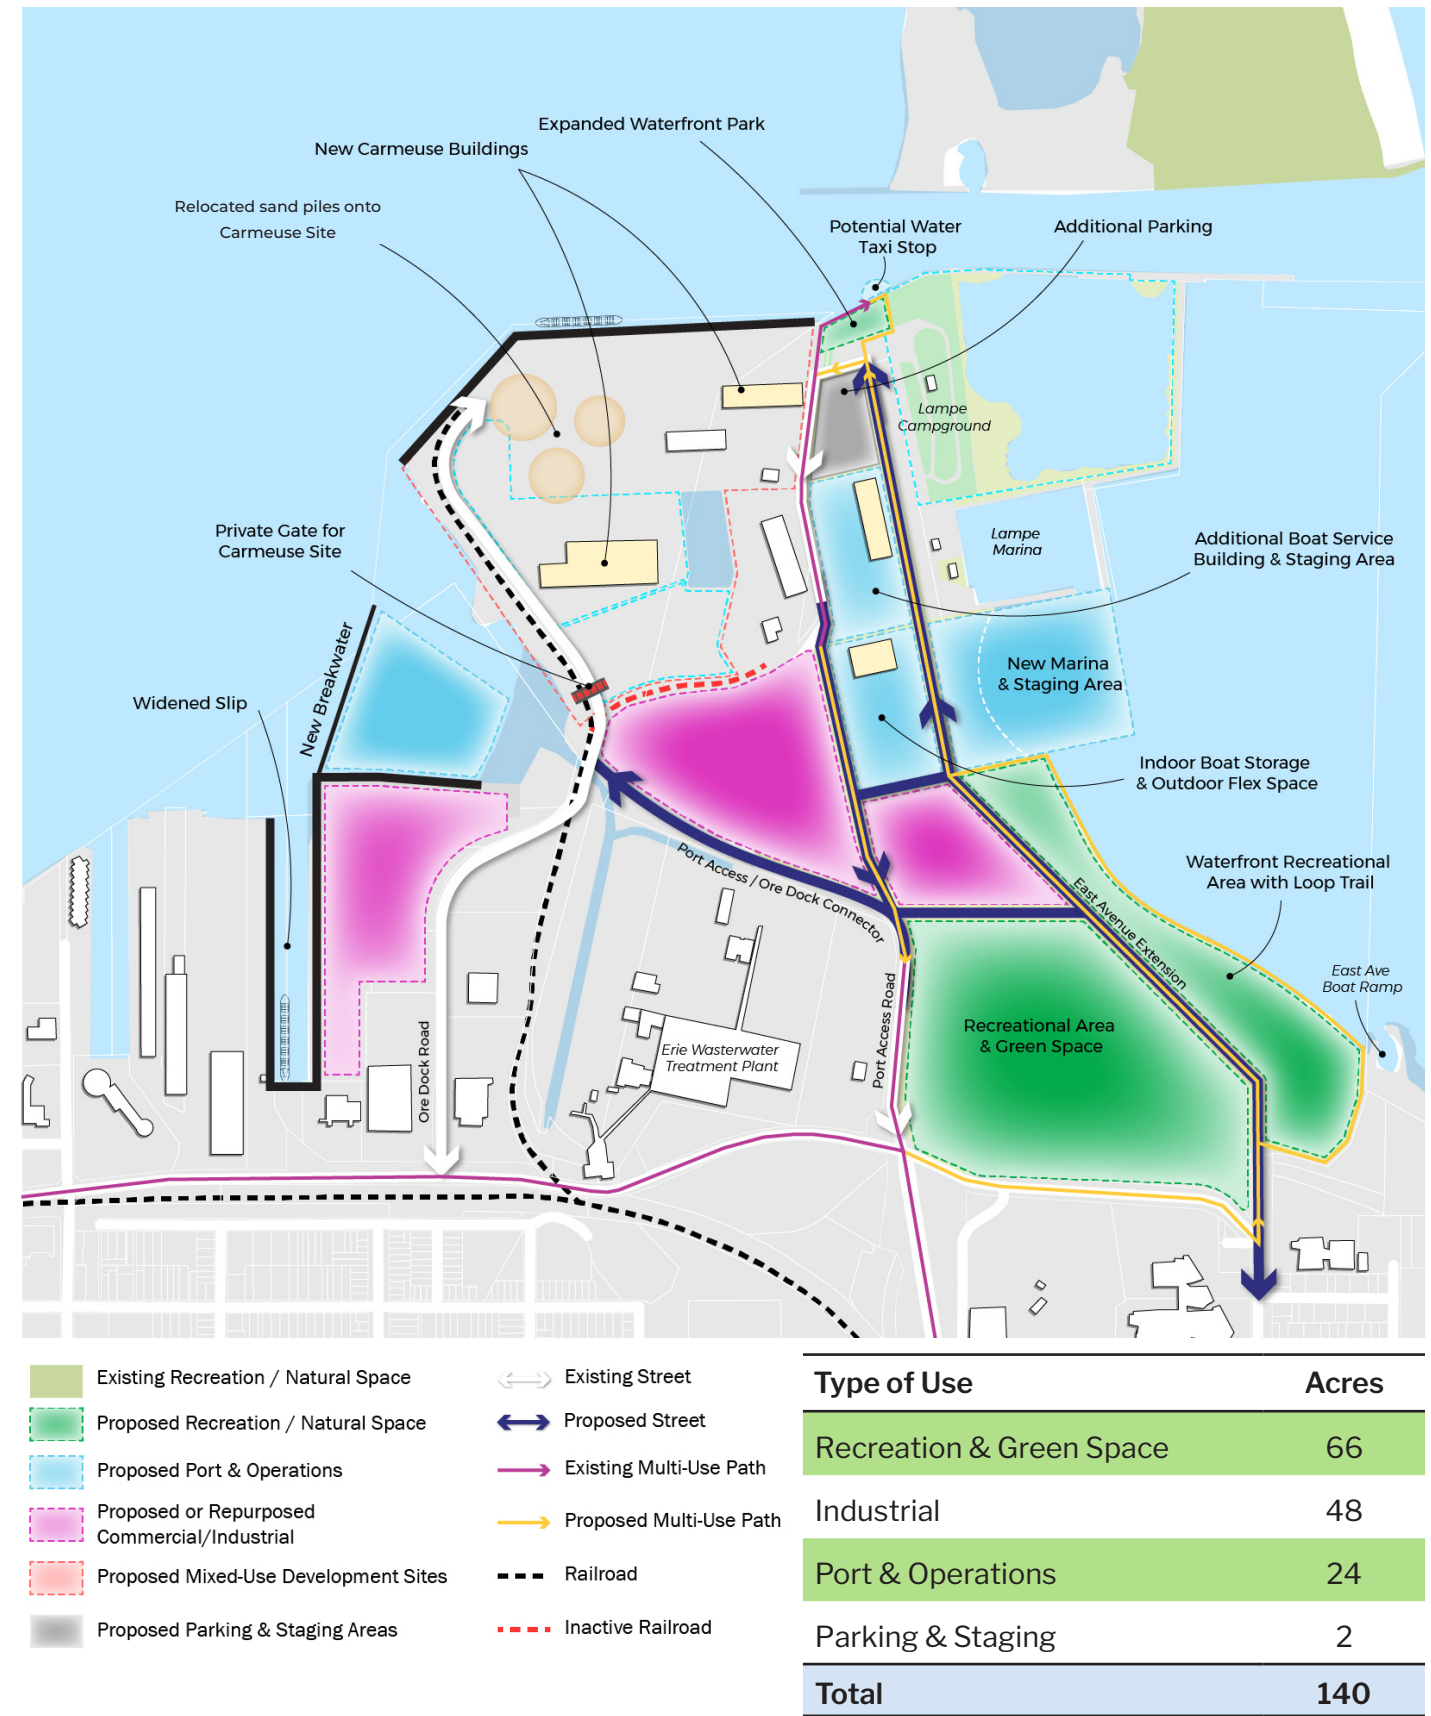 Expanded Waterfront Park
New Carmeuse Buildings
Relocated sand piles onto
Carmeuse Site
Potential Water
Taxi Stop
Additional Parking
Lampe
Campground
Private Gate for
Carmeuse Site
Lampe
Marina
Additional Boat Service
Building & Staging Area
New Breakwater
Widened Slip
New Marina
& Staging Area
Indoor Boat Storage
& Outdoor Flex Space
Port Access / Ore Dock Connector
Waterfront Recreational
Area with Loop Trail
East Avenue Extension
East Ave
Boat Ramp
Port Access Road
Recreational Area
& Green Space
Ore Dock Road
Erie Wasterwater
Treatment Plant
Existing Recreation / Natural Space
Proposed Recreation / Natural Space
Proposed Port & Operations
Proposed or Repurposed
Commercial/Industrial
Proposed Mixed-Use Development Sites
Proposed Parking & Staging Areas
Existing Street
Proposed Street
Existing Multi-Use Path
Proposed Multi-Use Path
Railroad
Inactive Railroad
Type of Use Acres
Recreation & Green Space 66
Industrial 48
Port & Operations 24
Parking & Staging 2
Total 140